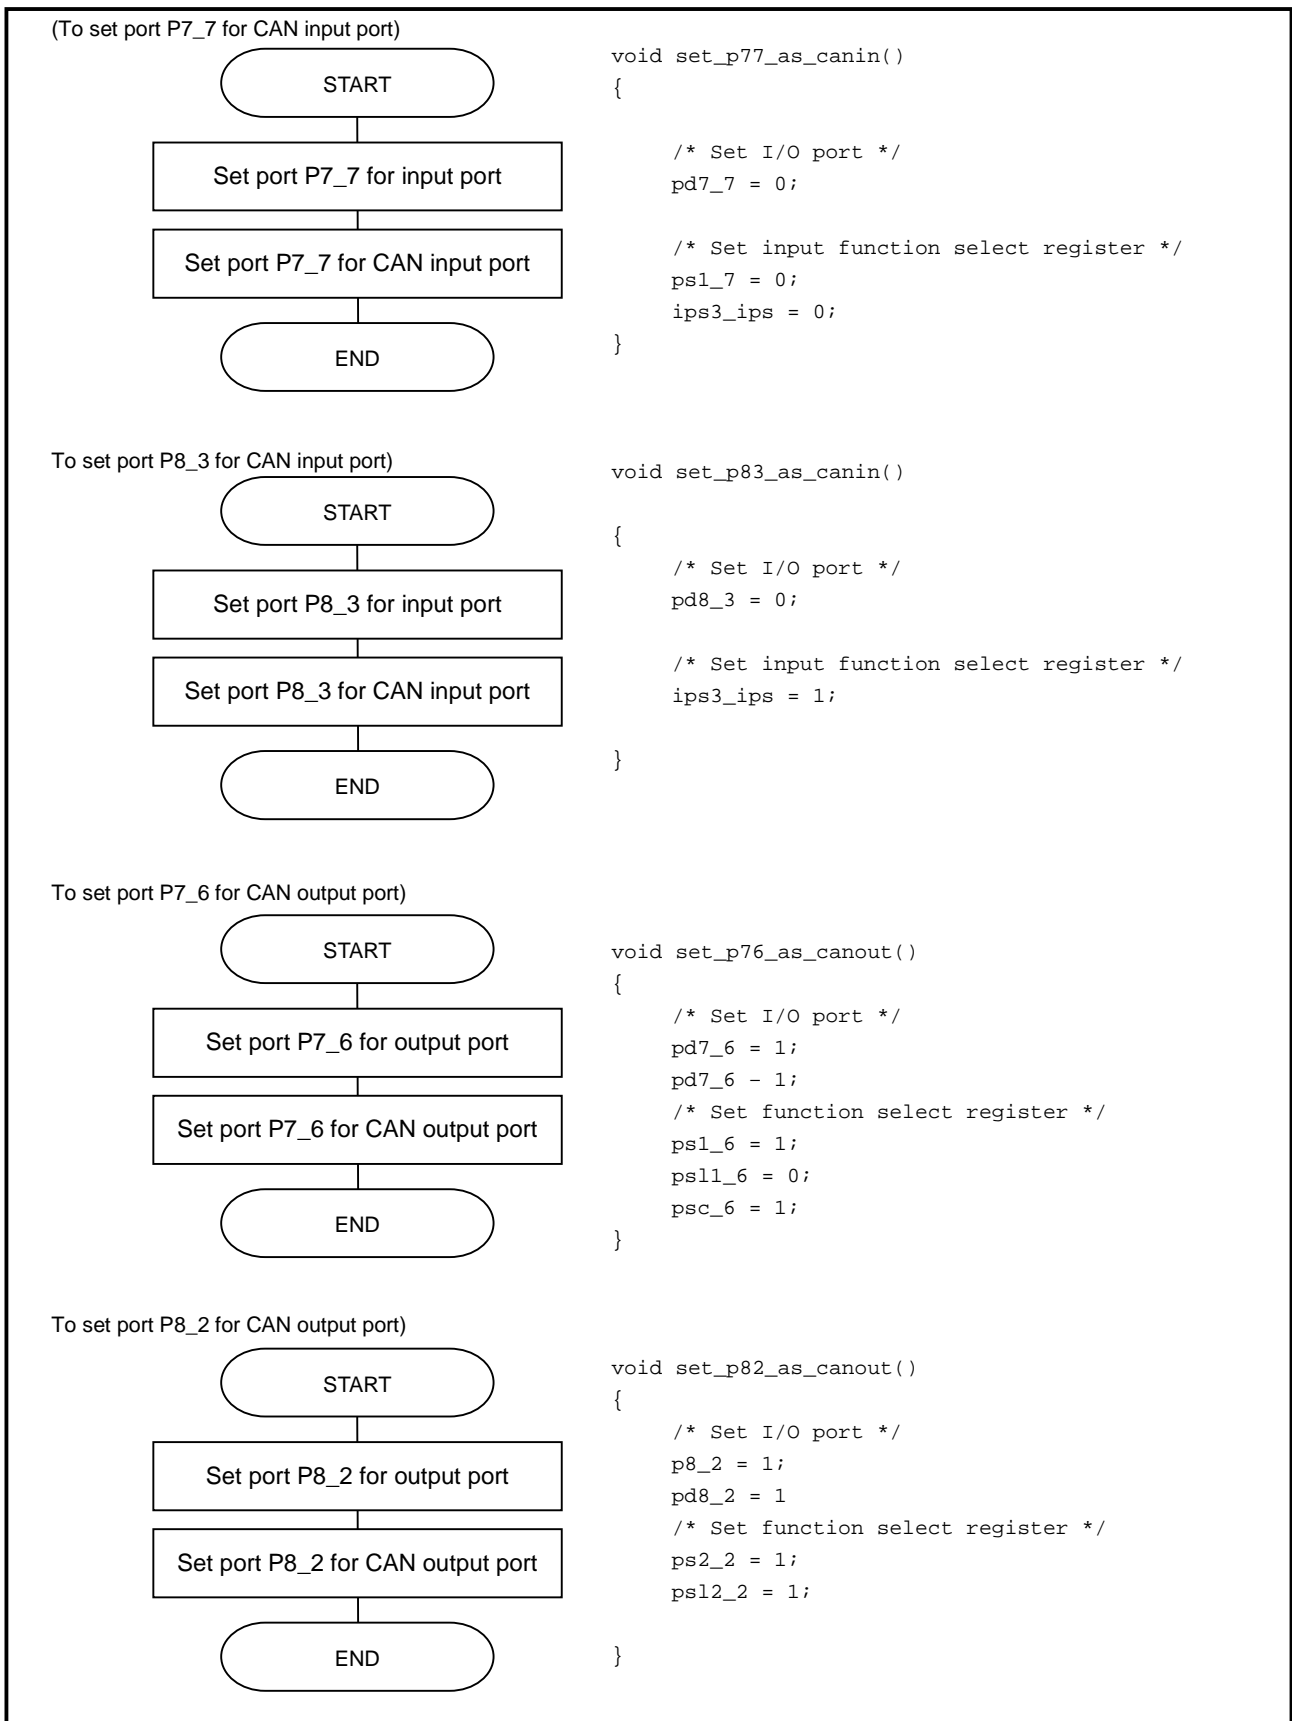 (To set port P7_7 for CAN input port)
START
Set port P7_7 for input port
Set port P7_7 for CAN input port
END
void set_p77_as_canin()
{
/* Set I/O port */
pd7_7 = 0;
/* Set input function select register */
ps1_7 = 0;
ips3_ips = 0;
}
To set port P8_3 for CAN input port)
START
Set port P8_3 for input port
Set port P8_3 for CAN input port
END
void set_p83_as_canin()
{
/* Set I/O port */
pd8_3 = 0;
/* Set input function select register */
ips3_ips = 1;
}
To set port P7_6 for CAN output port)
START
Set port P7_6 for output port
Set port P7_6 for CAN output port
END
void set_p76_as_canout()
{
/* Set I/O port */
pd7_6 = 1;
pd7_6 – 1;
/* Set function select register */
ps1_6 = 1;
psl1_6 = 0;
psc_6 = 1;
}
To set port P8_2 for CAN output port)
START
Set port P8_2 for output port
Set port P8_2 for CAN output port
END
void set_p82_as_canout()
{
/* Set I/O port */
p8_2 = 1;
pd8_2 = 1
/* Set function select register */
ps2_2 = 1;
psl2_2 = 1;
}